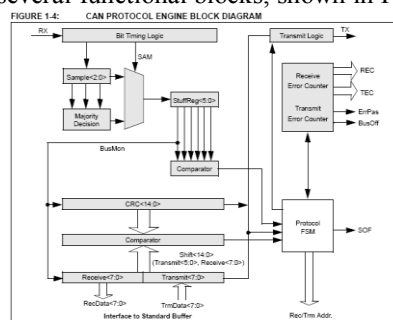 several functional blocks, shown in F
FIGURE 1-4: CAN PROTOCOL ENGINE BLOCK DIAGRAM
RX
Bit Timing Logic
Transmit Logic
TX
SAM
Sample<2:0>
StuffReg<5:0>
Majority
Decision
BusMon
Comparator
Receive
Error Counter
Transmit
Error Counter
REC
TEC
ErrPas
BusOff
CRC<14:0>
Comparator
Protocol
FSM
SOF
Shift<14:0>
(Transmit<5:0>, Receive<7:0>)
Receive<7:0>
Transmit<7:0>
RecData<7:0>
TrmData<7:0>
Interface to Standard Buffer
Rec/Trm Addr.